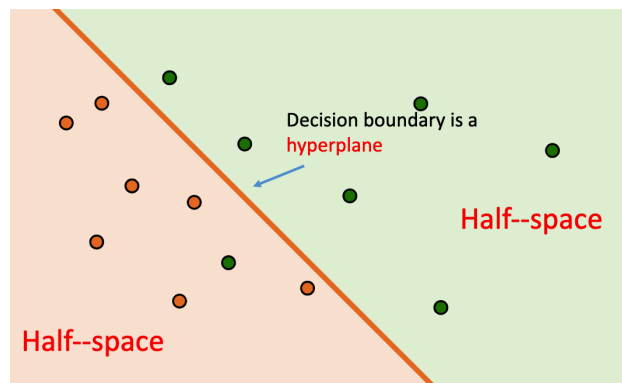 Decision boundary is a
hyperplane
Half--space
Half--space